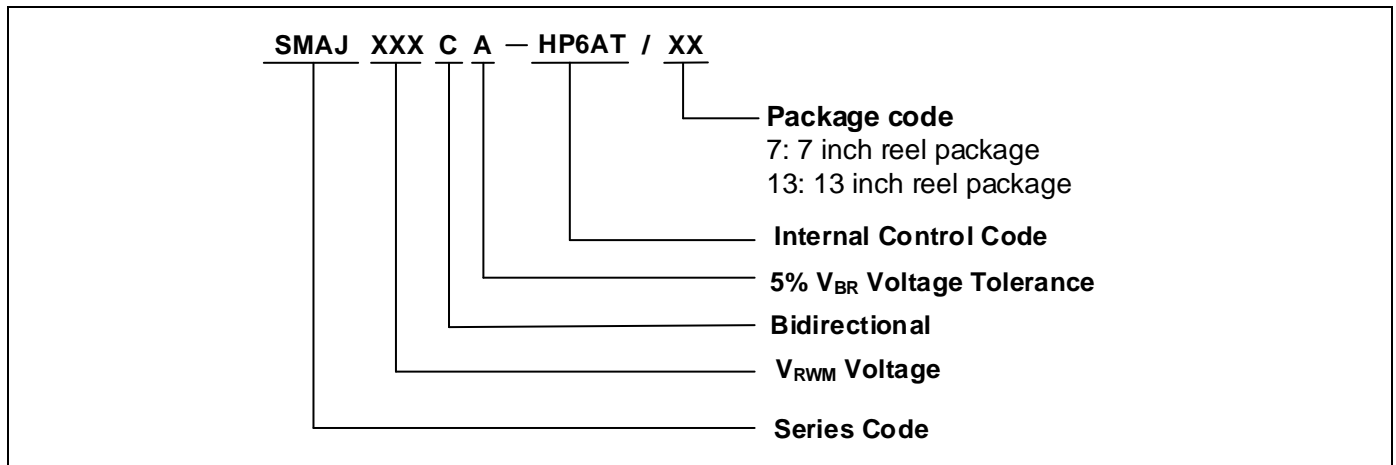 SMAJ XXX C A — HP6AT / XX
Package code
7: 7 inch reel package
13: 13 inch reel package
Internal Control Code
5% VBR Voltage Tolerance
Bidirectional
VRWM Voltage
Series Code